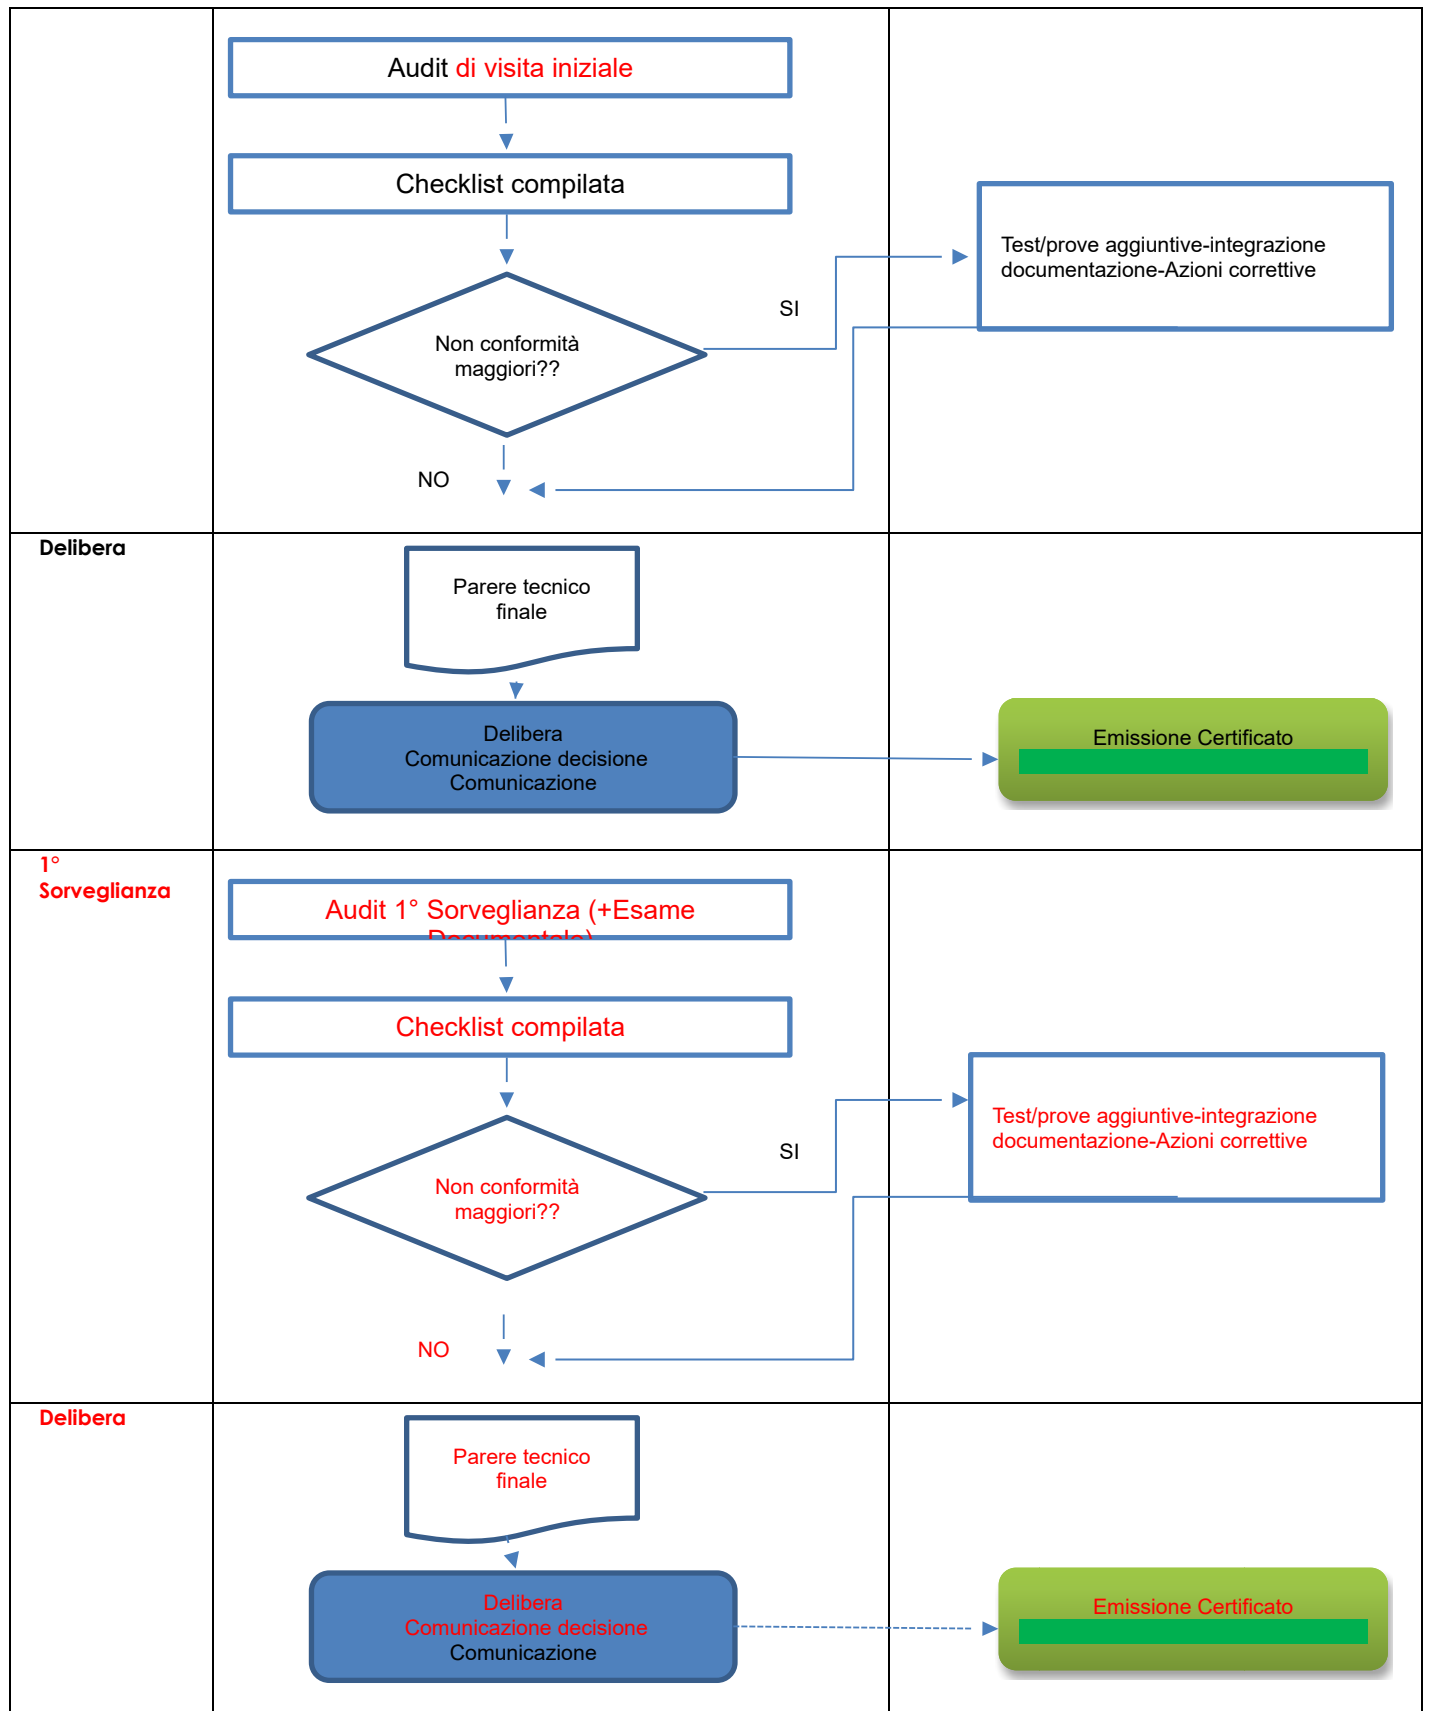 Audit di visita iniziale
Checklist compilata
Test/prove aggiuntive-integrazione
documentazione-Azioni correttive
SI
Non conformità
maggiori??
NO
Delibera
Parere tecnico
finale
Delibera
Comunicazione decisione
Comunicazione
Emissione Certificato
1°
Sorveglianza
Audit 1° Sorveglianza (+Esame
Documentale)
Checklist compilata
Test/prove aggiuntive-integrazione
documentazione-Azioni correttive
SI
Non conformità
maggiori??
NO
Delibera
Parere tecnico
finale
Delibera
Comunicazione decisione
Comunicazione
Emissione Certificato